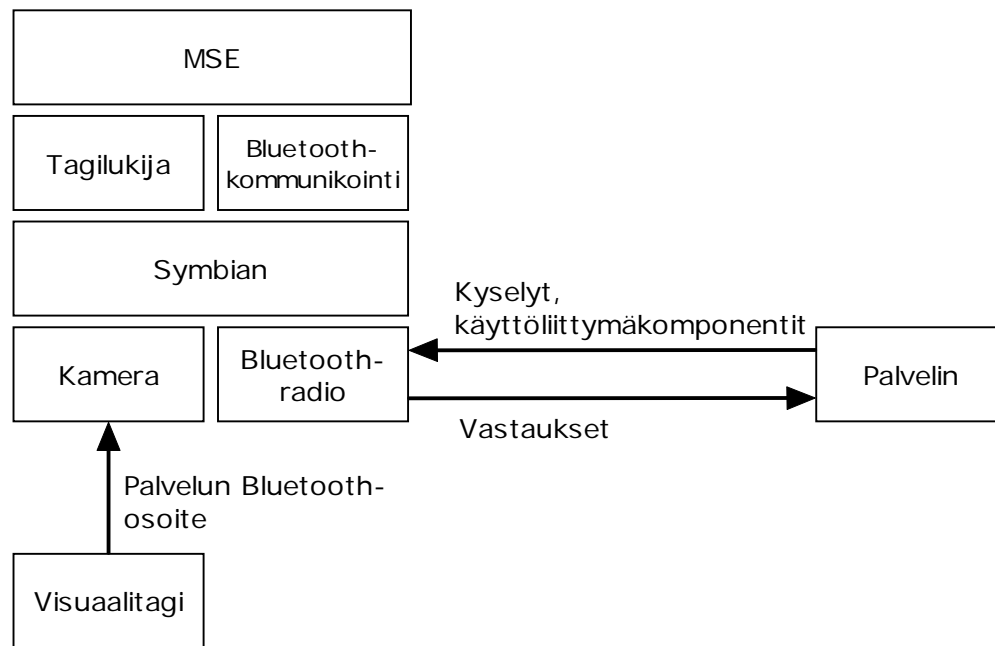 MSE
Tagilukija
Bluetooth-
kommunikointi
Symbian
Kyselyt,
käyttöliittymäkomponentit
Kamera
Bluetooth-
radio
Palvelin
Vastaukset
Palvelun Bluetooth-
osoite
Visuaalitagi